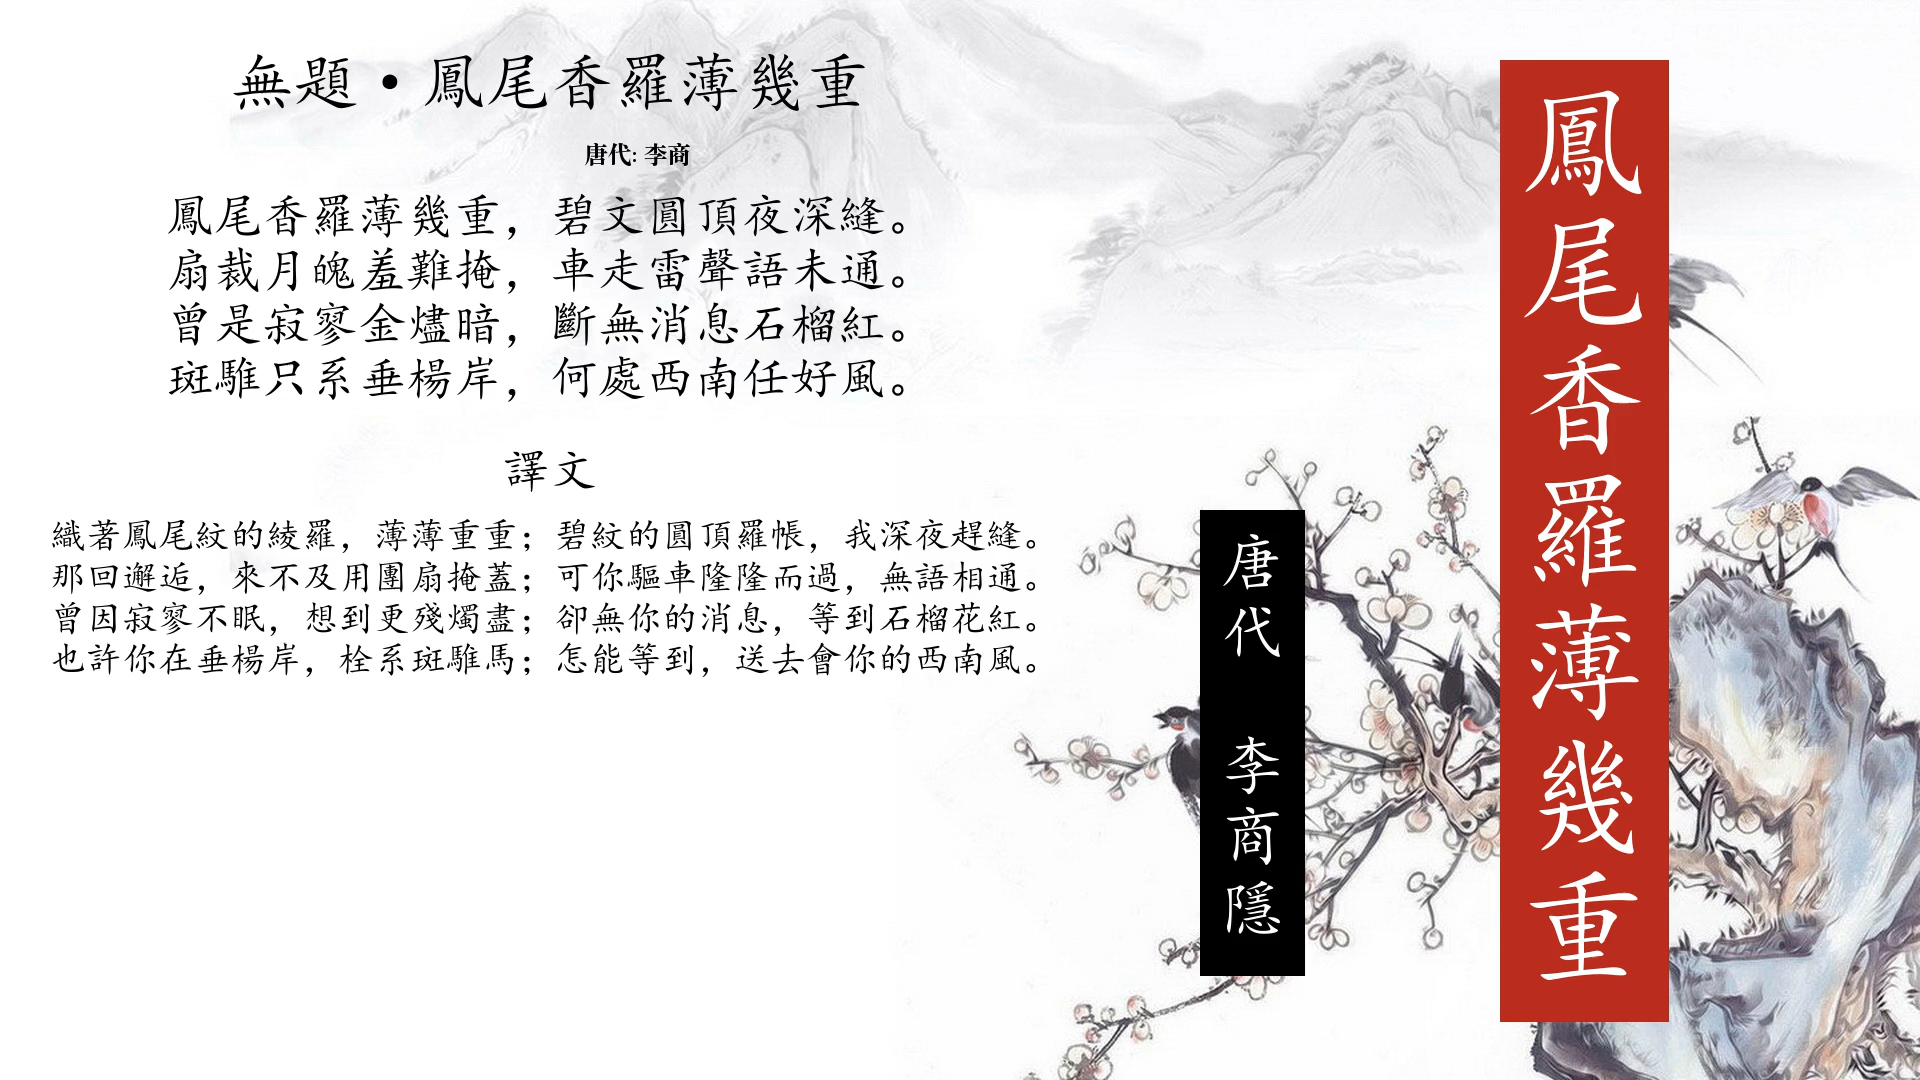 無題·鳳尾香羅薄幾重
唐代: 李商
鳳尾香羅薄幾重，碧文圓頂夜深縫。
扇裁月魄羞難掩，車走雷聲語未通。
曾是寂寥金燼暗，斷無消息石榴紅。
斑騅只系垂楊岸，何處西南任好風。
譯文
織著鳳尾紋的綾羅，薄薄重重；碧紋的圓頂羅帳，我深夜趕縫。
那回邂逅，來不及用團扇掩蓋；可你驅車隆隆而過，無語相通。
曾因寂寥不眠，想到更殘燭盡；卻無你的消息，等到石榴花紅。
也許你在垂楊岸，栓系斑騅馬；怎能等到，送去會你的西南風。
鳳尾香羅薄幾重
唐代 李商隱